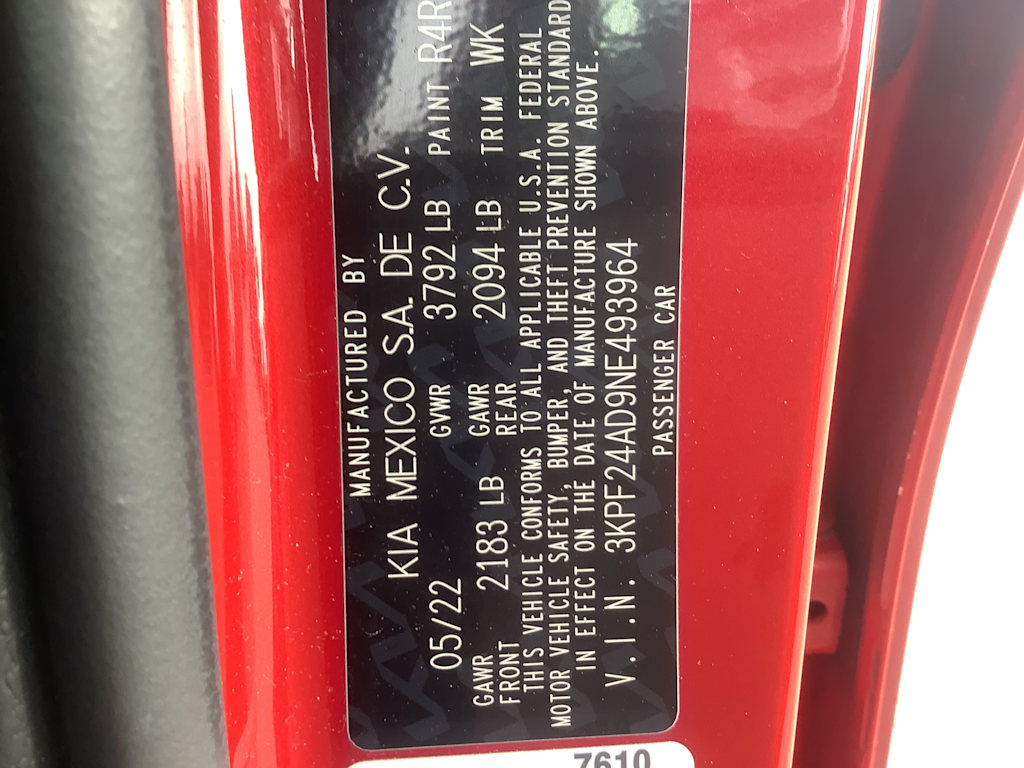 MANUFACTURED BY
KIA MEXICO S.A. DE C.V.
05/22 GVWR 3792 LB PAINT R4R
GAWR FRONT 2183 LB GAWR REAR 2094 LB TRIM WK
THIS VEHICLE CONFORMS TO ALL APPLICABLE U.S.A. FEDERAL
MOTOR VEHICLE SAFETY, BUMPER, AND THEFT PREVENTION STANDARD
IN EFFECT ON THE DATE OF MANUFACTURE SHOWN ABOVE.
V.I.N. 3KPF24AD9NE493964
PASSENGER CAR
7610